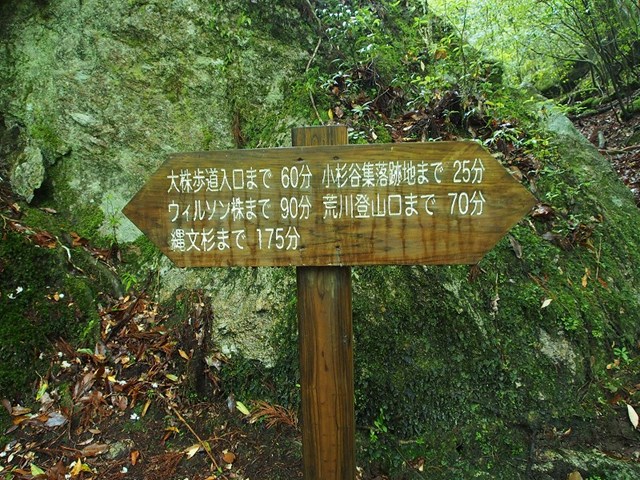 大株歩道入口まで 60分 小杉谷集落跡地まで 25分
ウィルソン株まで 90分 荒川登山口まで 70分
縄文杉まで 175分